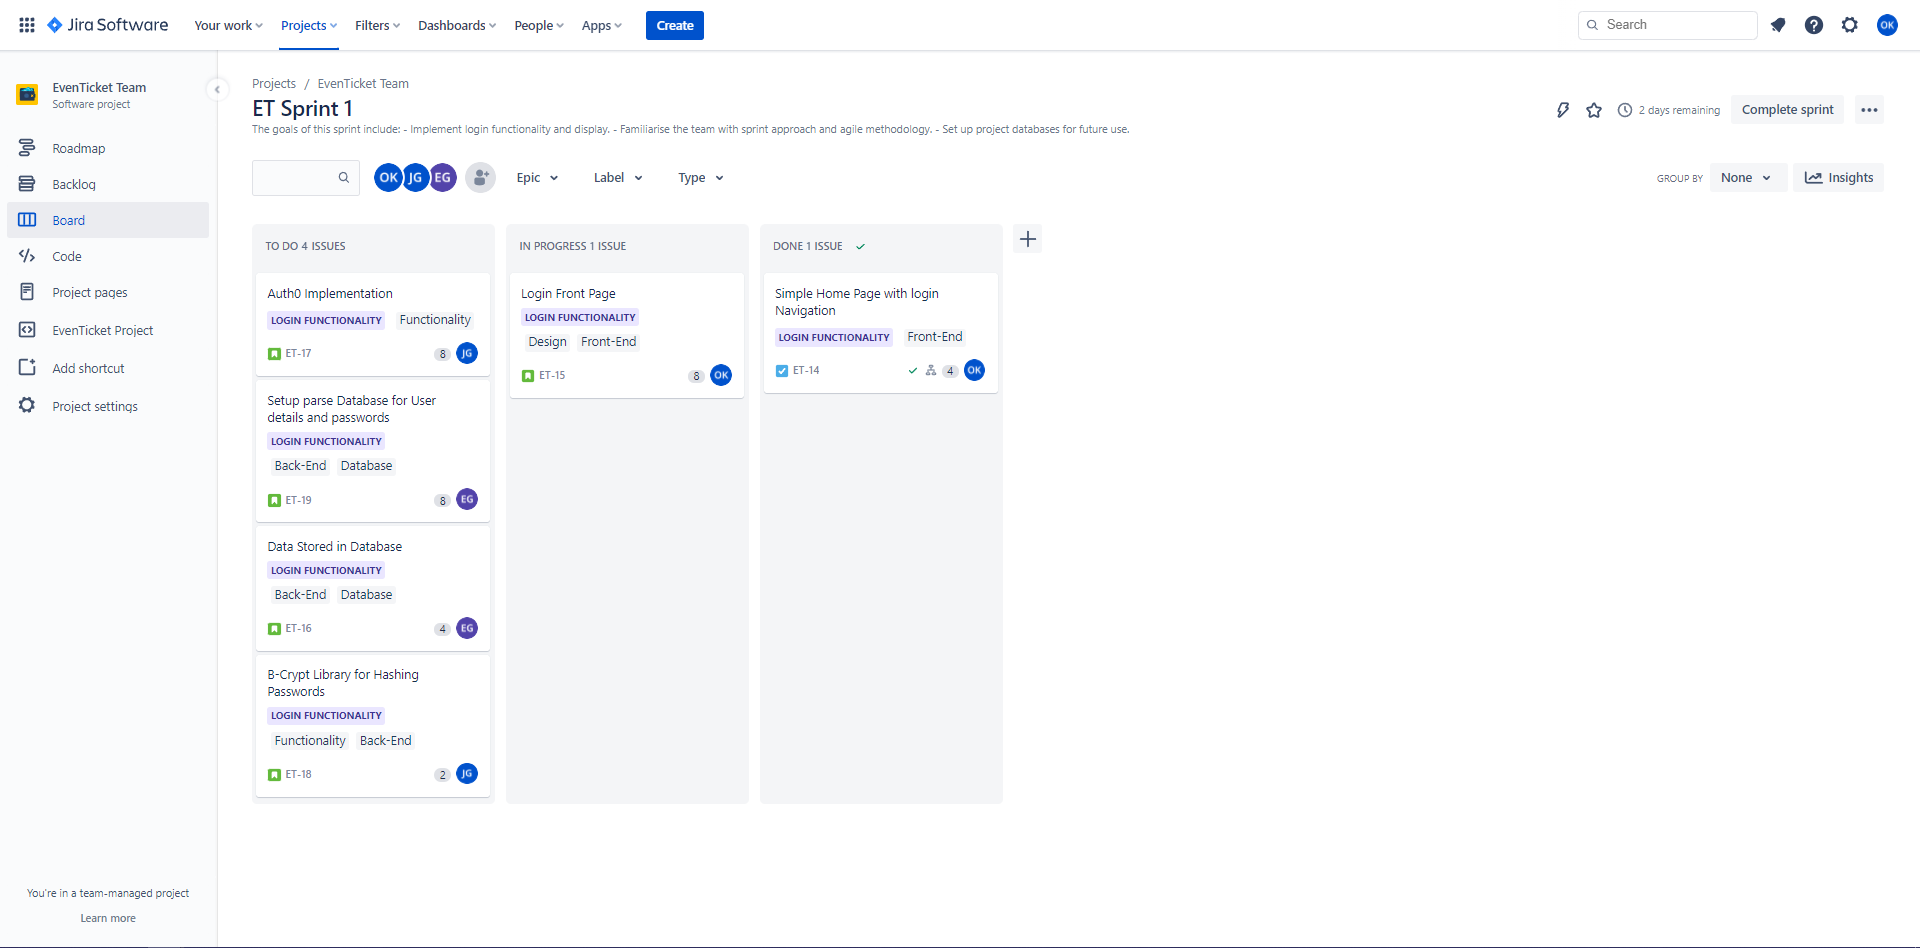 Jira Software
Your work
Projects
Filters
Dashboards
People
Apps
Create
Search
OK
EvenTicket Team
Software project
Roadmap
Backlog
Board
Code
Project pages
EvenTicket Project
Add shortcut
Project settings
You're in a team-managed project
Learn more
Projects / EvenTicket Team
ET Sprint 1
The goals of this sprint include: - Implement login functionality and display. - Familiarise the team with sprint approach and agile methodology. - Set up project databases for future use.
2 days remaining
Complete sprint
OK JG EG
Epic
Label
Type
GROUP BY
None
Insights
TO DO 4 ISSUES
Auth0 Implementation
LOGIN FUNCTIONALITY Functionality
ET-17 8 JG
Setup parse Database for User
details and passwords
LOGIN FUNCTIONALITY
Back-End Database
ET-19 8 EG
Data Stored in Database
LOGIN FUNCTIONALITY
Back-End Database
ET-16 4 EG
B-Crypt Library for Hashing
Passwords
LOGIN FUNCTIONALITY
Functionality Back-End
ET-18 2 JG
IN PROGRESS 1 ISSUE
Login Front Page
LOGIN FUNCTIONALITY
Design Front-End
ET-15 8 OK
DONE 1 ISSUE
Simple Home Page with login
Navigation
LOGIN FUNCTIONALITY Front-End
ET-14 4 OK